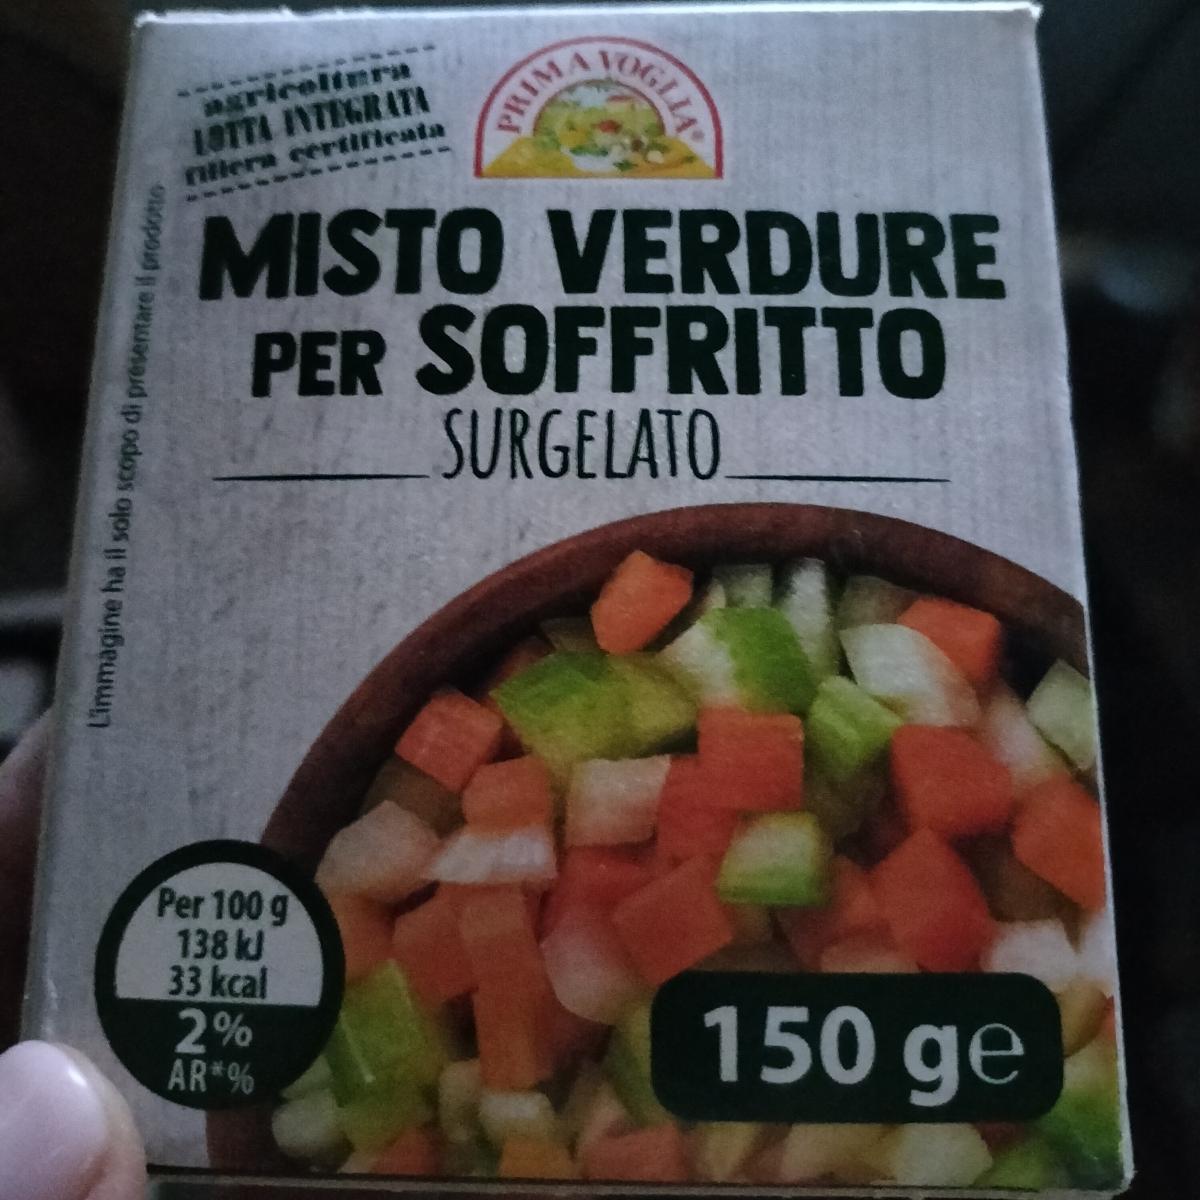 agricoltura
LOTTA INTEGRATA
filiera certificata
PRIMA VOGLIA®
MISTO VERDURE
PER SOFFRITTO
SURGELATO
L'immagine ha il solo scopo di presentare il prodotto
Per 100 g
138 kJ
33 kcal
2%
AR*%
150 g e